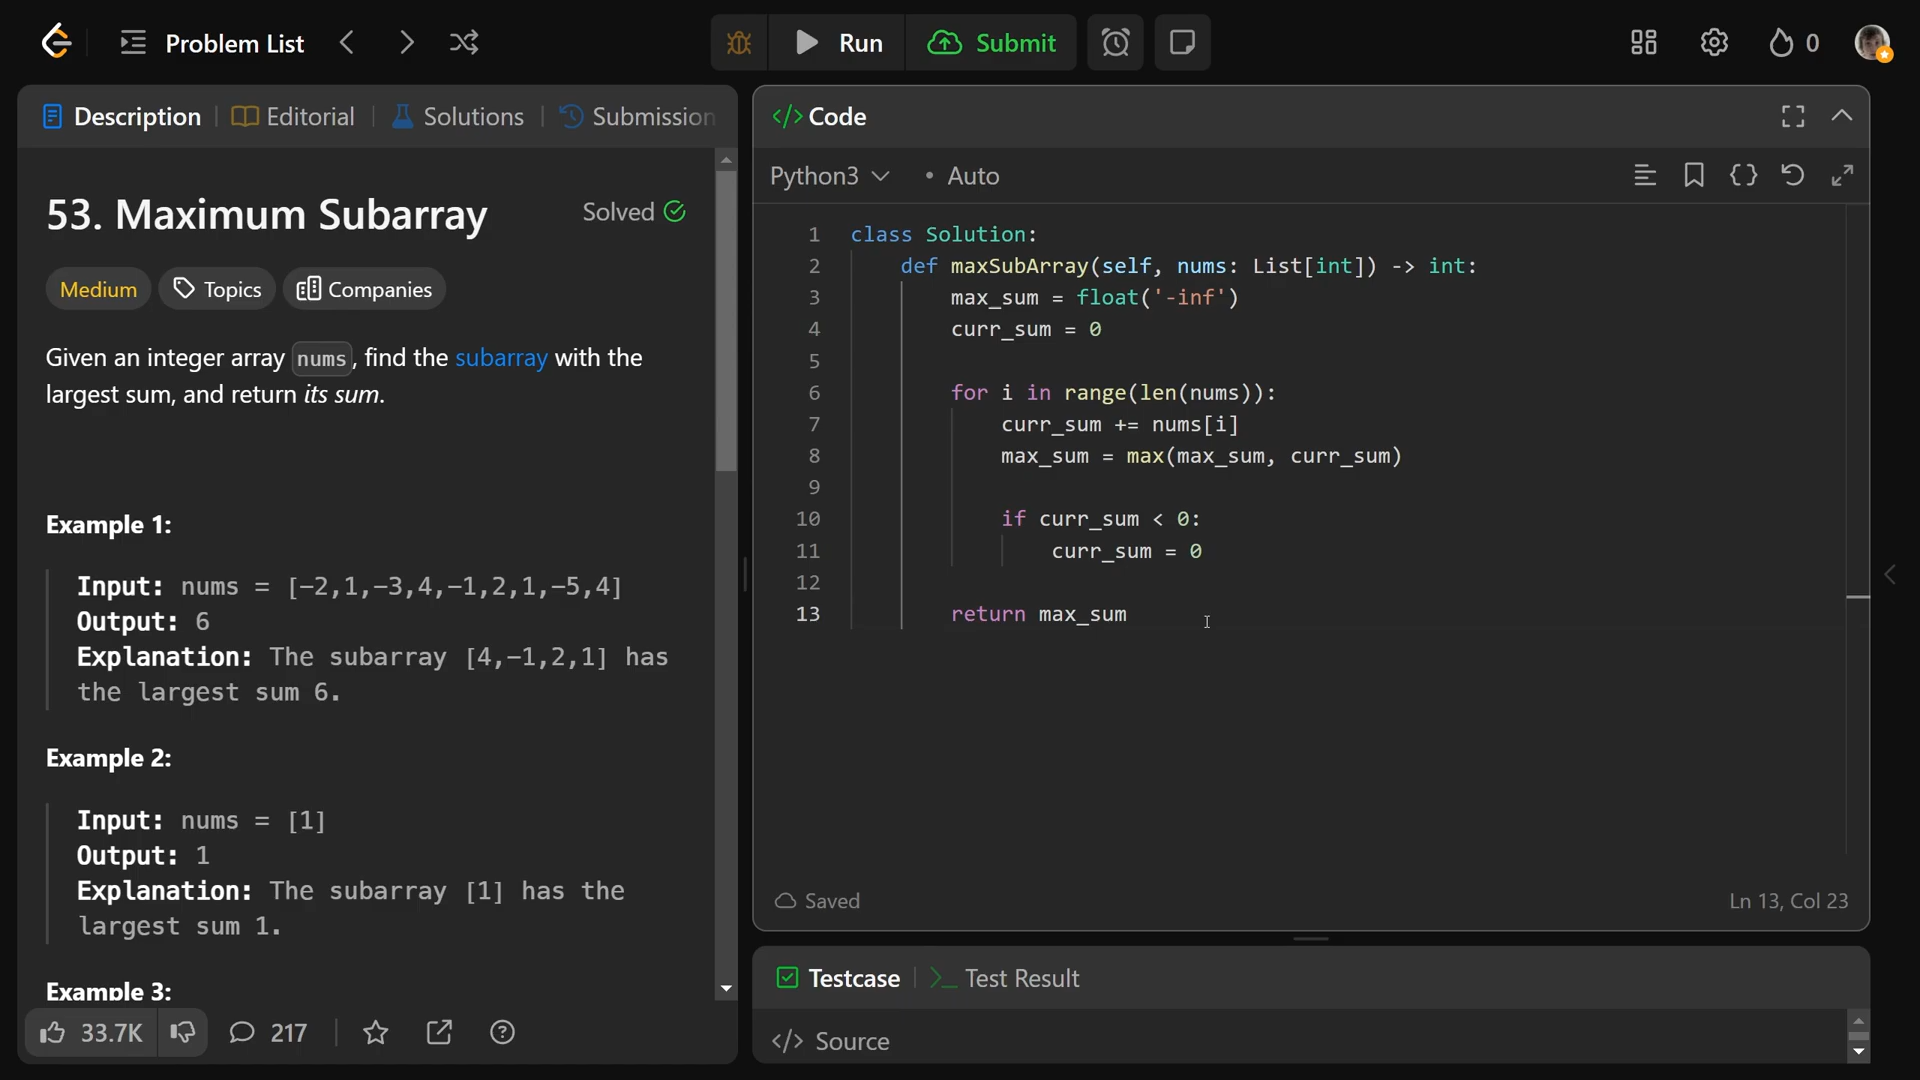 Problem List
Run
Submit
0
Description
Editorial
Solutions
Submission
53. Maximum Subarray
Solved
Medium
Topics
Companies
Given an integer array nums, find the subarray with the
largest sum, and return its sum.
Example 1:
Input: nums = [-2,1,-3,4,-1,2,1,-5,4]
Output: 6
Explanation: The subarray [4,-1,2,1] has
the largest sum 6.
Example 2:
Input: nums = [1]
Output: 1
Explanation: The subarray [1] has the
largest sum 1.
Example 3:
33.7K
217
</> Code
Python3
• Auto
1 class Solution:
2 def maxSubArray(self, nums: List[int]) -> int:
3 max_sum = float('-inf')
4 curr_sum = 0
5
6 for i in range(len(nums)):
7 curr_sum += nums[i]
8 max_sum = max(max_sum, curr_sum)
9
10 if curr_sum < 0:
11 curr_sum = 0
12
13 return max_sum
Saved
Ln 13, Col 23
Testcase
>_ Test Result
</> Source